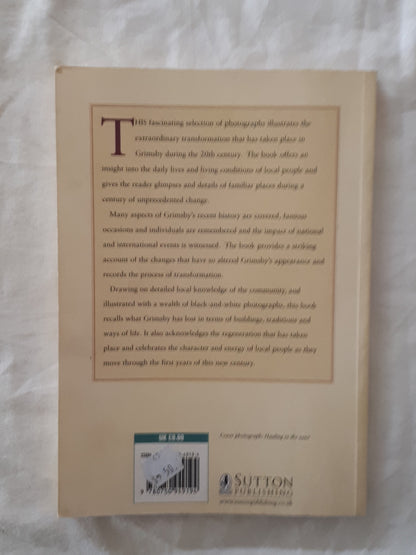 THIS fascinating selection of photographs illustrates the
extraordinary transformation that has taken place in
Grimsby during the 20th century. The book offers an
insight into the daily lives and living conditions of local people and
gives the reader glimpses and details of familiar places during a
century of unprecedented change.
Many aspects of Grimsby's recent history are covered, famous
occasions and individuals are remembered and the impact of national
and international events is witnessed. The book provides a striking
account of the changes that have so altered Grimsby's appearance and
records the process of transformation.
Drawing on detailed local knowledge of the community, and
illustrated with a wealth of black-and-white photographs, this book
recalls what Grimsby has lost in terms of buildings, traditions and
ways of life. It also acknowledges the regeneration that has taken
place and celebrates the character and energy of local people as they
move through the first years of this new century.
Front photograph:
SUTTON
PUBLISHING
www.suttonpublishing.co.uk